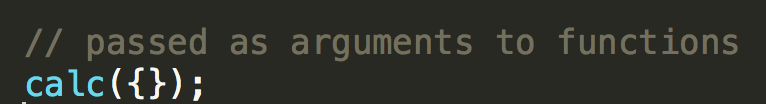 // passed as arguments to functions
calc({});